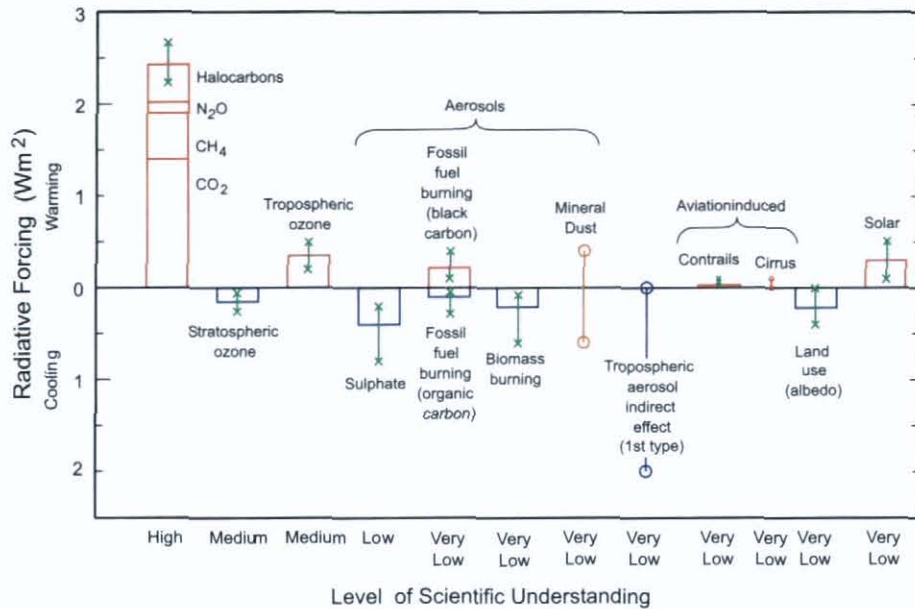 3
2
1
0
1
2
Radiative Forcing (Wm²)
Cooling
Warming
Halocarbons
N₂O
CH₄
CO₂
Stratospheric
ozone
Tropospheric
ozone
Aerosols
Sulphate
Fossil
fuel
burning
(black
carbon)
Fossil
fuel
burning
(organic
carbon)
Biomass
burning
Mineral
Dust
Tropospheric
aerosol
indirect
effect
(1st type)
Aviationinduced
Contrails
Cirrus
Land
use
(albedo)
Solar
High Medium Medium Low Very Very Very Very Very Very Very Very
Low Low Low Low Low Low Low Low
Level of Scientific Understanding